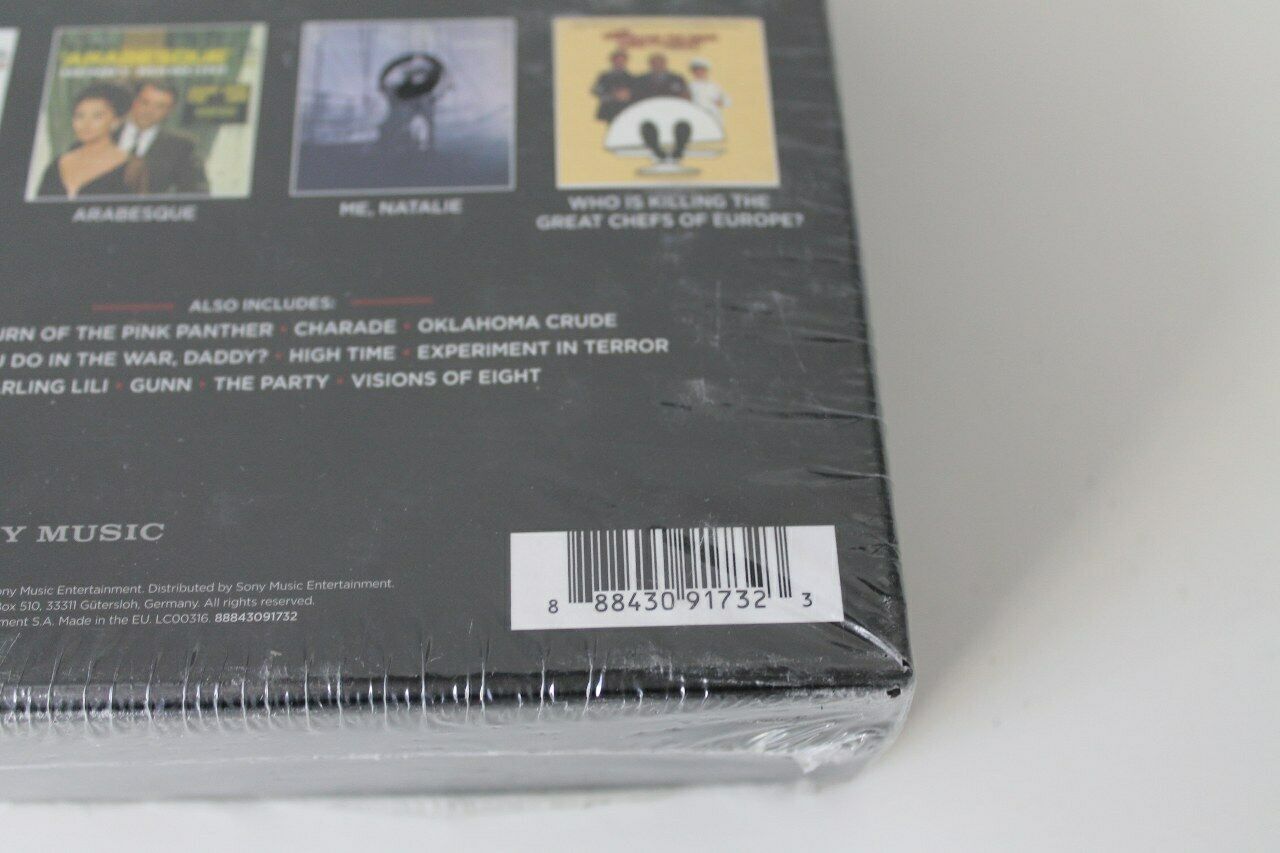 ARABESQUE
ARABESQUE
ME, NATALIE
WHO IS KILLING THE
GREAT CHEFS OF EUROPE?
ALSO INCLUDES:
URN OF THE PINK PANTHER • CHARADE • OKLAHOMA CRUDE
U DO IN THE WAR, DADDY? • HIGH TIME • EXPERIMENT IN TERROR
RLING LILI • GUNN • THE PARTY • VISIONS OF EIGHT
Y MUSIC
ony Music Entertainment. Distributed by Sony Music Entertainment.
Box 510, 33311 Gütersloh, Germany. All rights reserved.
ment S.A. Made in the EU. LC00316. 88843091732
8 88430 91732 3